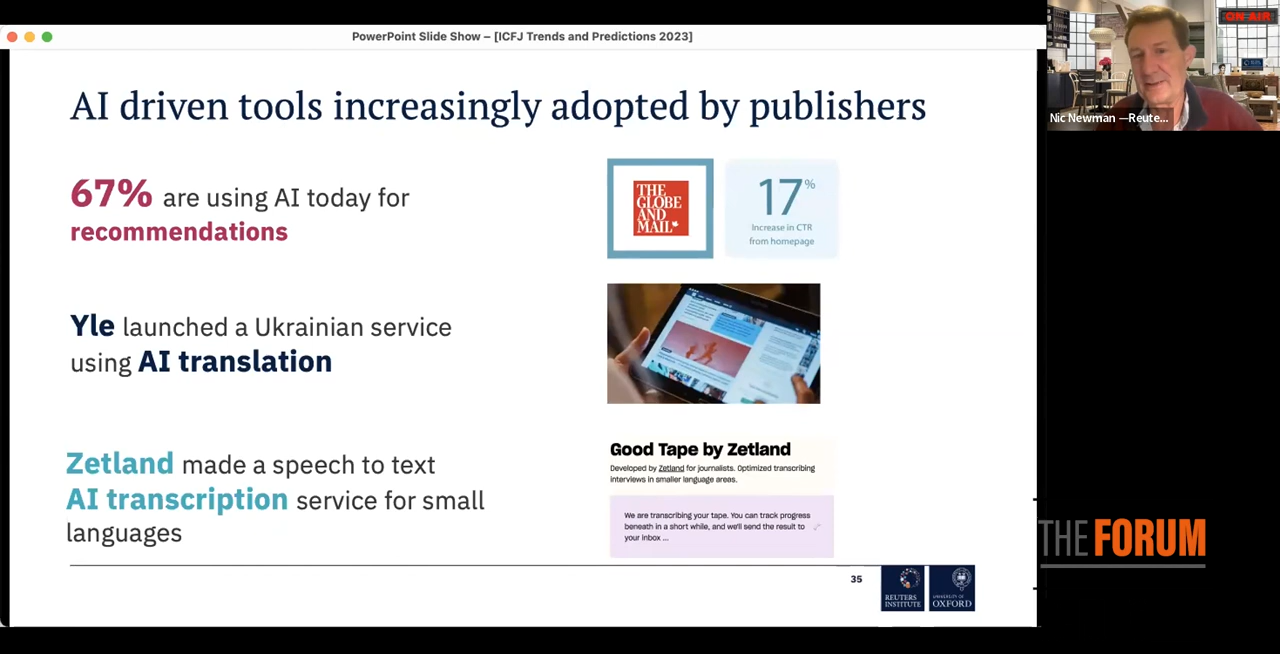 PowerPoint Slide Show – [ICFJ Trends and Predictions 2023]
ON AIR
Nic Newman —Reute...
AI driven tools increasingly adopted by publishers
67% are using AI today for
recommendations
THE
GLOBE
AND
MAIL
17%
Increase in CTR
from homepage
Yle launched a Ukrainian service
using AI translation
Zetland made a speech to text
AI transcription service for small
languages
Good Tape by Zetland
Developed by Zetland for journalists. Optimized transcribing
interviews in smaller language areas.
We are transcribing your tape. You can track progress
beneath in a short while, and we'll send the result to
your inbox ...
35
REUTERS
INSTITUTE
UNIVERSITY OF
OXFORD
THE FORUM